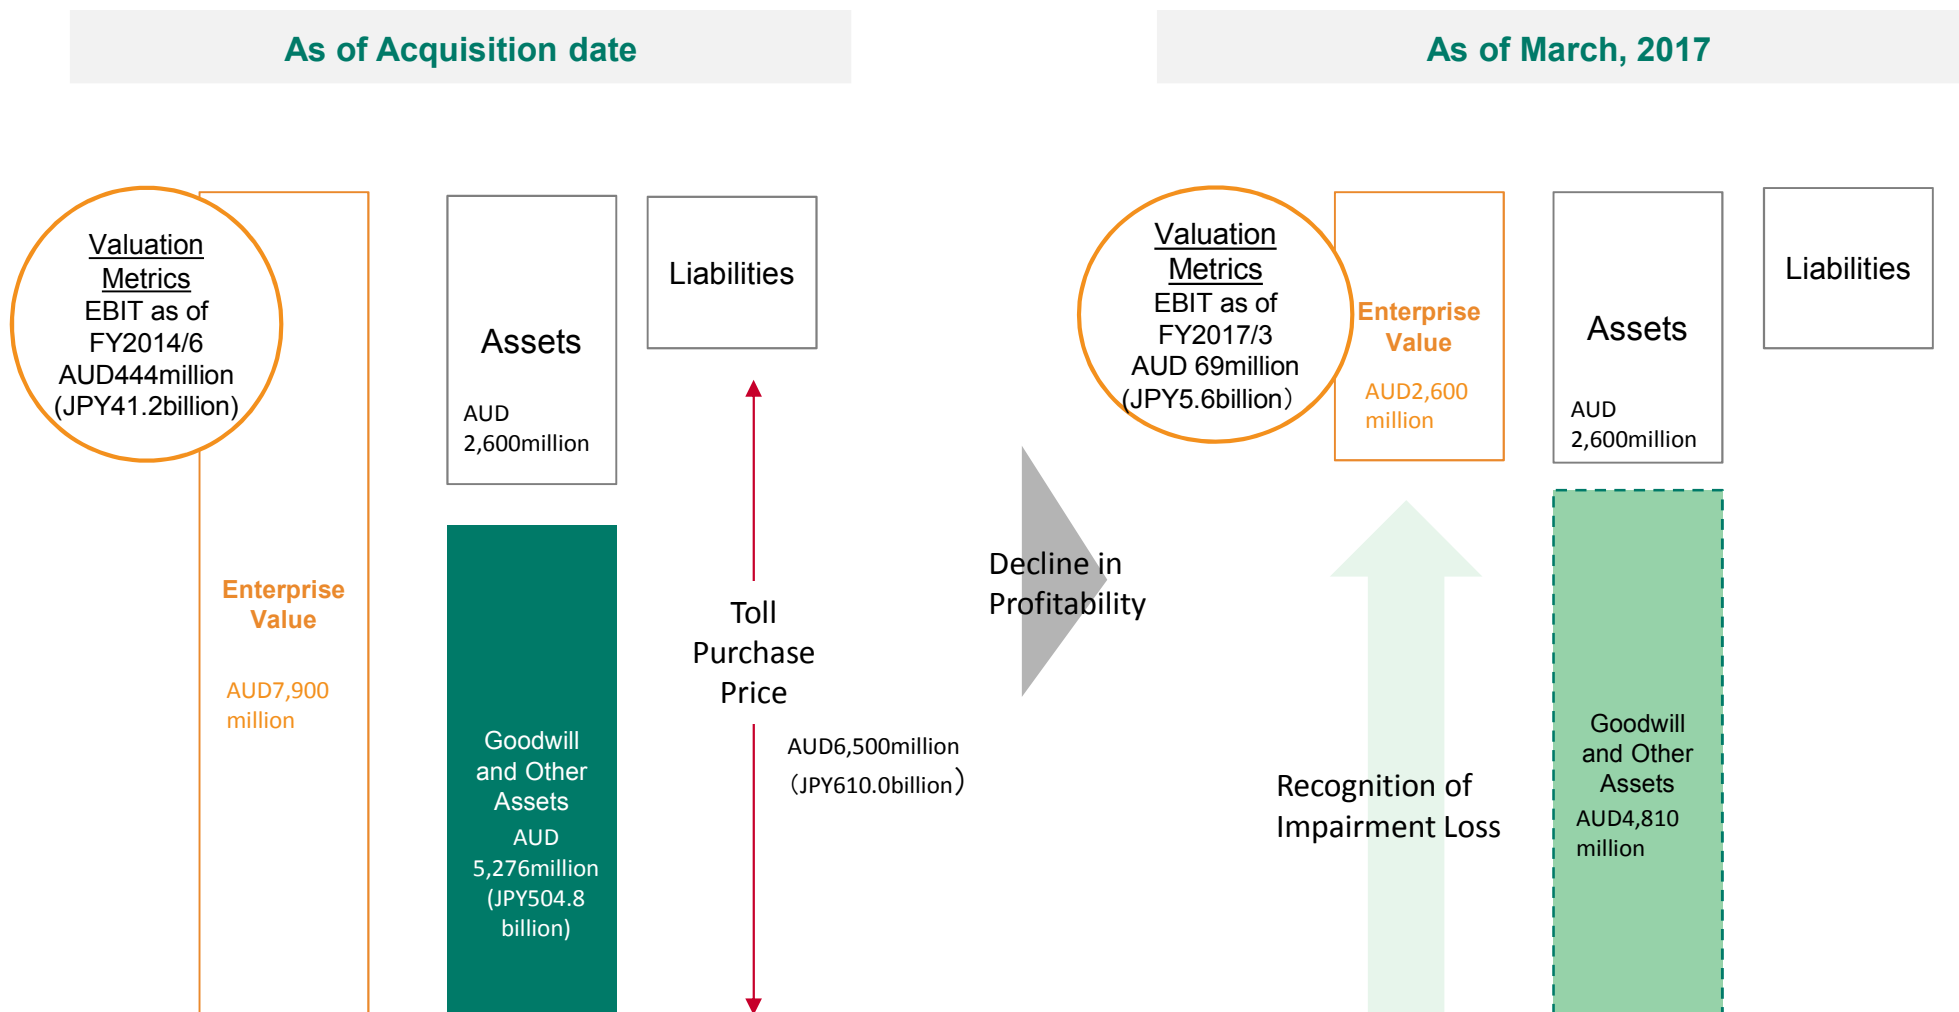 As of Acquisition date
Valuation
Metrics
EBIT as of
FY2014/6
AUD444million
(JPY41.2billion)
Enterprise
Value
AUD7,900
million
Assets
AUD
2,600million
Goodwill
and Other
Assets
AUD
5,276million
(JPY504.8
billion)
Liabilities
Toll
Purchase
Price
AUD6,500million
（JPY610.0billion）
Decline in
Profitability
As of March, 2017
Valuation
Metrics
EBIT as of
FY2017/3
AUD 69million
(JPY5.6billion）
Enterprise
Value
AUD2,600
million
Recognition of
Impairment Loss
Assets
AUD
2,600million
Goodwill
and Other
Assets
AUD4,810
million
Liabilities